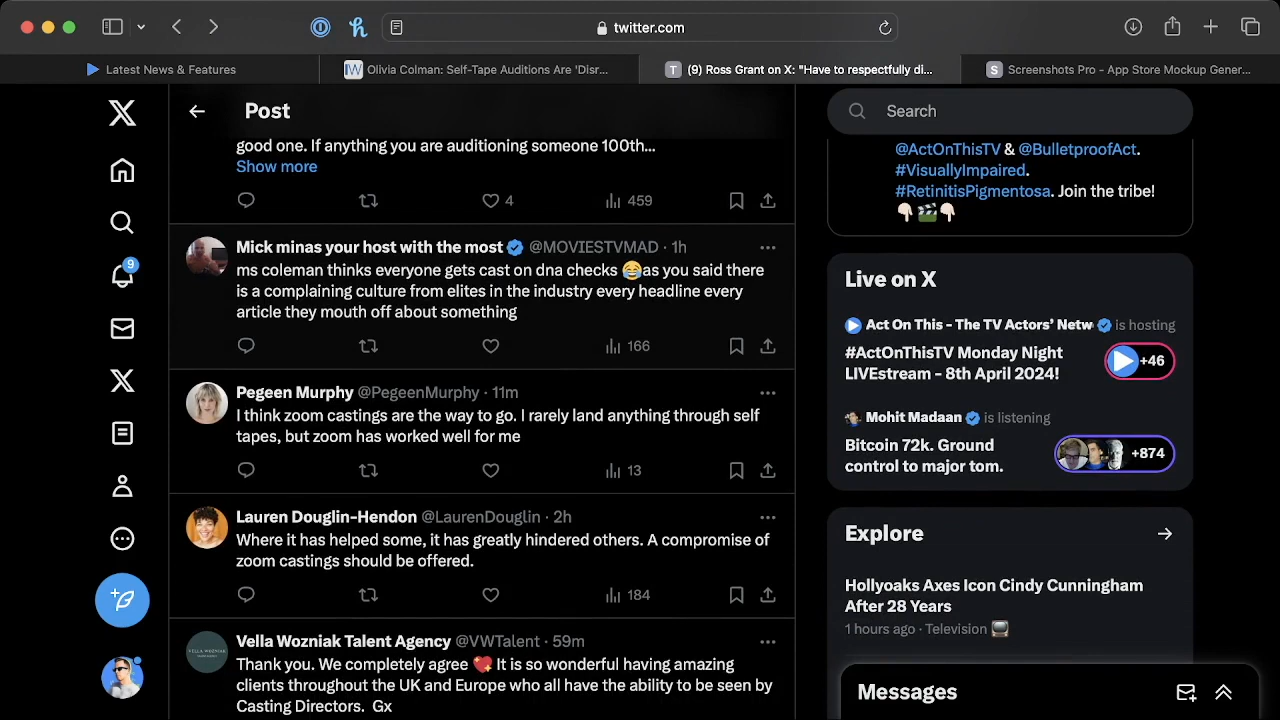 twitter.com
Latest News & Features
Olivia Colman: Self-Tape Auditions Are 'Disr...
(9) Ross Grant on X: "Have to respectfully di...
Screenshots Pro - App Store Mockup Gener...
Post
good one. If anything you are auditioning someone 100th...
Show more
4
459
Mick minas your host with the most @MOVIESTVMAD · 1h
ms coleman thinks everyone gets cast on dna checks 😂as you said there
is a complaining culture from elites in the industry every headline every
article they mouth off about something
166
Pegeen Murphy @PegeenMurphy · 11m
I think zoom castings are the way to go. I rarely land anything through self
tapes, but zoom has worked well for me
13
Lauren Douglin-Hendon @LaurenDouglin · 2h
Where it has helped some, it has greatly hindered others. A compromise of
zoom castings should be offered.
184
Vella Wozniak Talent Agency @VWTalent · 59m
Thank you. We completely agree 💖 It is so wonderful having amazing
clients throughout the UK and Europe who all have the ability to be seen by
Casting Directors. Gx
9
Search
@ActOnThisTV & @BulletproofAct.
#VisuallyImpaired.
#RetinitisPigmentosa. Join the tribe!
👇🏻🎬👇🏻
Live on X
Act On This - The TV Actors' Netw is hosting
#ActOnThisTV Monday Night
LIVEstream - 8th April 2024!
+46
Mohit Madaan is listening
Bitcoin 72k. Ground
control to major tom.
+874
Explore
Hollyoaks Axes Icon Cindy Cunningham
After 28 Years
1 hours ago · Television 📺
Messages